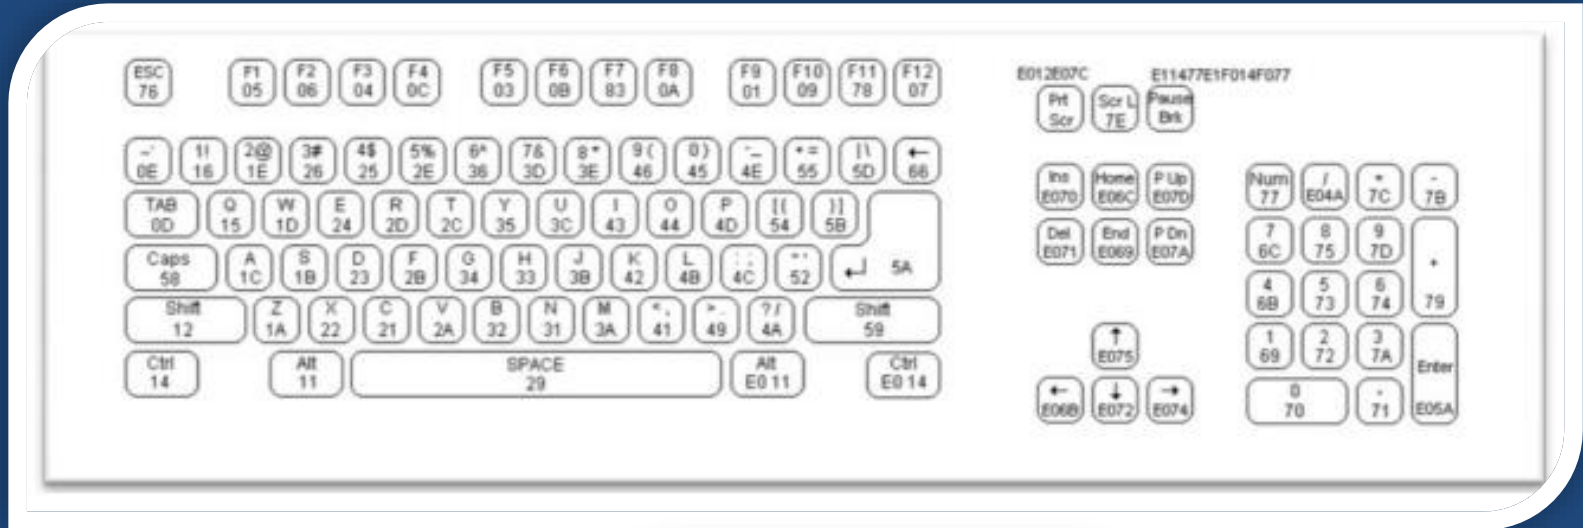 ESC F1 F2 F3 F4 F5 F6 F7 F8 F9 F10 F11 F12
76 05 06 04 0C 03 0B 83 0A 01 09 78 07
E012E07C E11477E1F014F077
Prt Scr L Pause
Scr 7E Brk
~` 1! 2@ 3# 4$ 5% 6^ 7& 8* 9( 0) -_ += |\ ←
0E 16 1E 26 25 2E 36 3D 3E 46 45 4E 55 5D 66
TAB Q W E R T Y U I O P [{ }]
0D 15 1D 24 2D 2C 35 3C 43 44 4D 54 5B
Caps A S D F G H J K L :; "' ↵ 5A
58 1C 1B 23 2B 34 33 3B 42 4B 4C 52
Shift Z X C V B N M <, >. ?/ Shift
12 1A 22 21 2A 32 31 3A 41 49 4A 59
Ctrl Alt SPACE Alt Ctrl
14 11 29 E0 11 E0 14
Ins Home P Up
E070 E06C E07D
Del End P Dn
E071 E069 E07A
↑
E075
← ↓ →
E06B E072 E074
Num / * -
77 E04A 7C 7B
7 8 9 +
6C 75 7D 79
4 5 6
6B 73 74
1 2 3 Enter
69 72 7A E05A
0 .
70 71